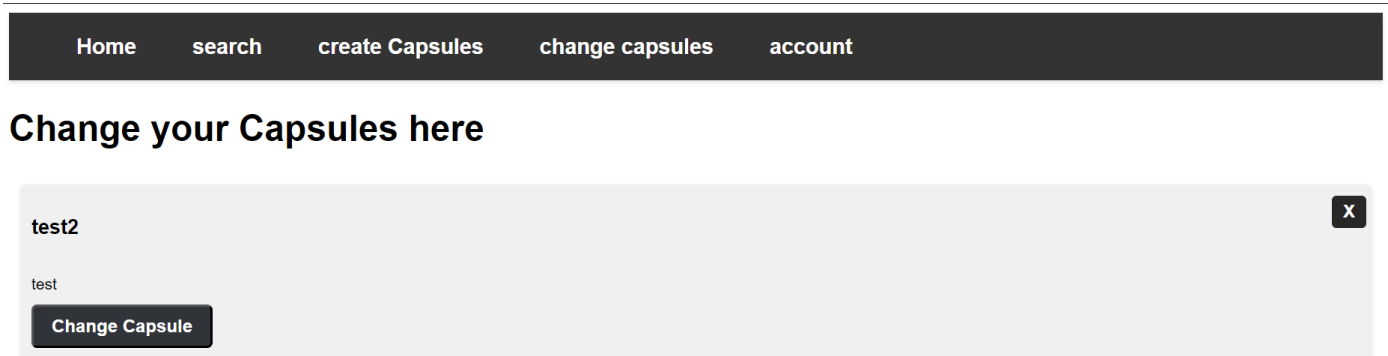 Home search create Capsules change capsules account
Change your Capsules here
test2
X
test
Change Capsule